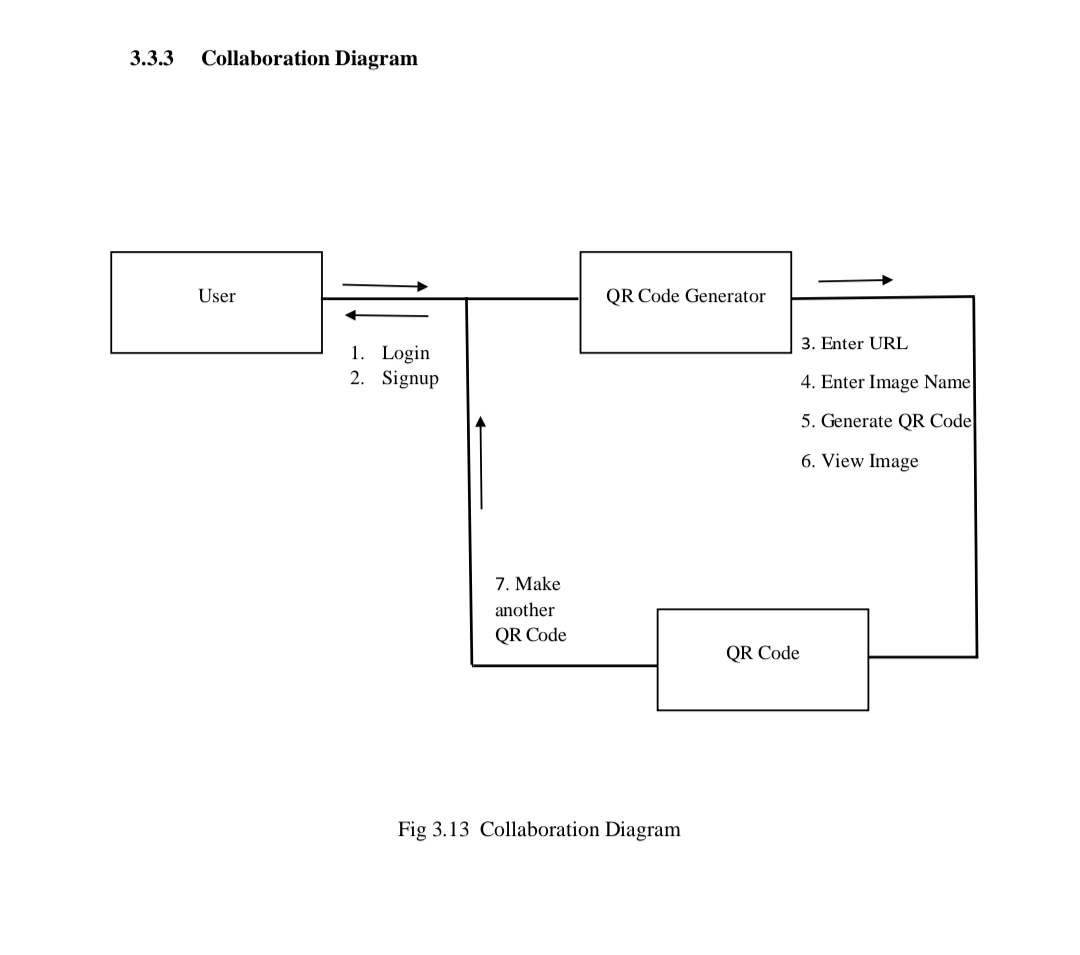 3.3.3 Collaboration Diagram
User
QR Code Generator
1. Login
2. Signup
3. Enter URL
4. Enter Image Name
5. Generate QR Code
6. View Image
7. Make
another
QR Code
QR Code
Fig 3.13 Collaboration Diagram